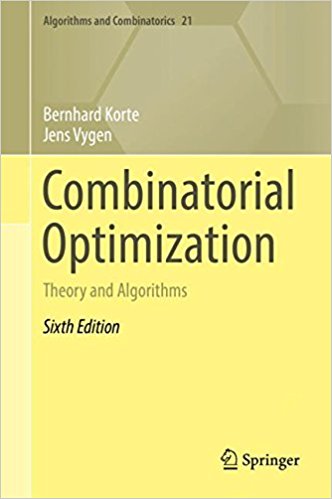 Algorithms and Combinatorics 21
Bernhard Korte
Jens Vygen
Combinatorial
Optimization
Theory and Algorithms
Sixth Edition
Springer